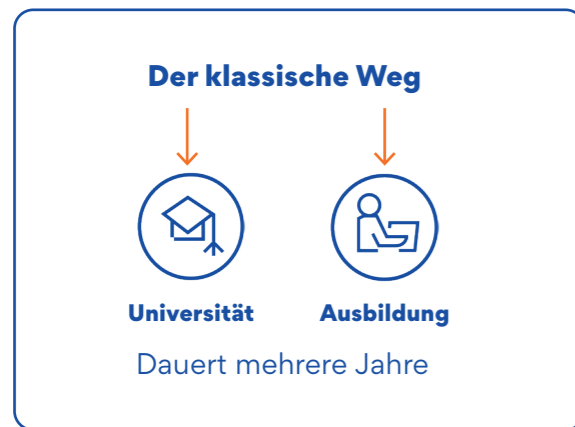 Der klassische Weg
Universität
Ausbildung
Dauert mehrere Jahre